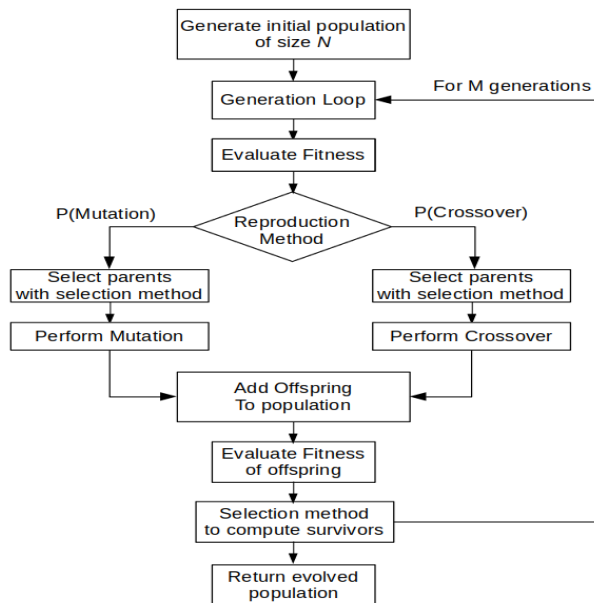 Generate initial population
of size N
Generation Loop
For M generations
Evaluate Fitness
Reproduction
Method
P(Mutation)
P(Crossover)
Select parents
with selection method
Select parents
with selection method
Perform Mutation
Perform Crossover
Add Offspring
To population
Evaluate Fitness
of offspring
Selection method
to compute survivors
Return evolved
population